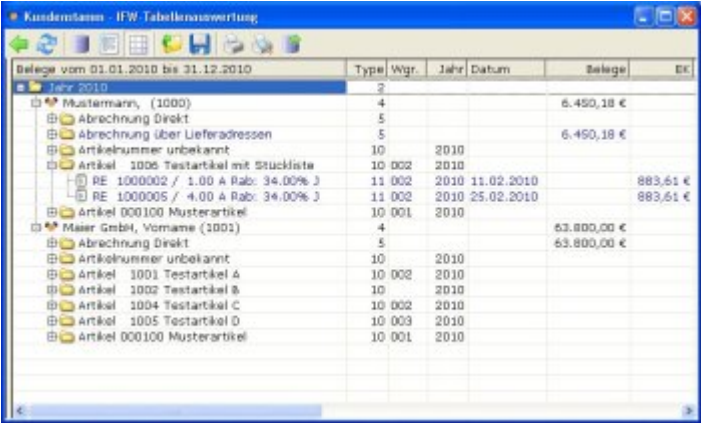 Kundenstamm - IFW-Tabellenauswertung
Belege vom 01.01.2010 bis 31.12.2010 Type Wgr. Jahr Datum Belege EK
Jahr 2010 2
Mustermann, (1000) 4 6.450,18 €
Abrechnung Direkt 5
Abrechnung über Lieferadressen 5 6.450,18 €
Artikelnummer unbekannt 10 2010
Artikel 1006 Testartikel mit Stückliste 10 002 2010
RE 1000002 / 1.00 A Rab: 34.00% J 11 002 2010 11.02.2010 883,61 €
RE 1000005 / 4.00 A Rab: 34.00% J 11 002 2010 25.02.2010 883,61 €
Artikel 000100 Musterartikel 10 001 2010
Maier GmbH, Vorname (1001) 4 63.800,00 €
Abrechnung Direkt 5 63.800,00 €
Artikelnummer unbekannt 10 2010
Artikel 1001 Testartikel A 10 002 2010
Artikel 1002 Testartikel B 10 2010
Artikel 1004 Testartikel C 10 002 2010
Artikel 1005 Testartikel D 10 003 2010
Artikel 000100 Musterartikel 10 001 2010